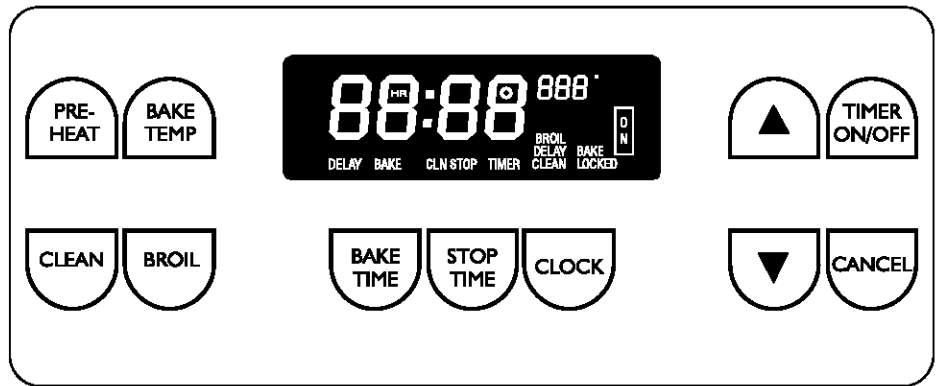 PRE-
HEAT
BAKE
TEMP
88:88
HR
888°
ON
BROIL
DELAY BAKE
CLEAN LOCKED
DELAY BAKE CLN STOP TIMER
▲
TIMER
ON/OFF
CLEAN
BROIL
BAKE
TIME
STOP
TIME
CLOCK
▼
CANCEL